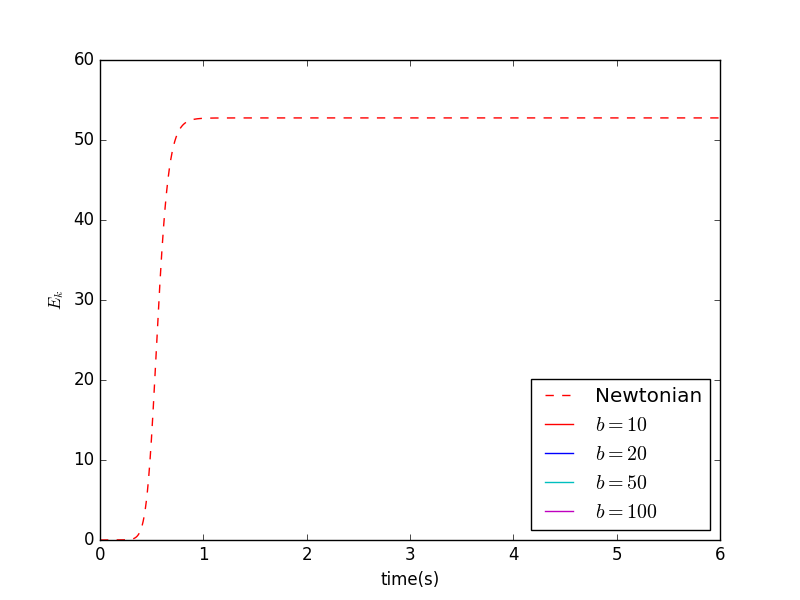 60
50
40
30
20
10
0
E_k
0 1 2 3 4 5 6
time(s)
Newtonian
b = 10
b = 20
b = 50
b = 100